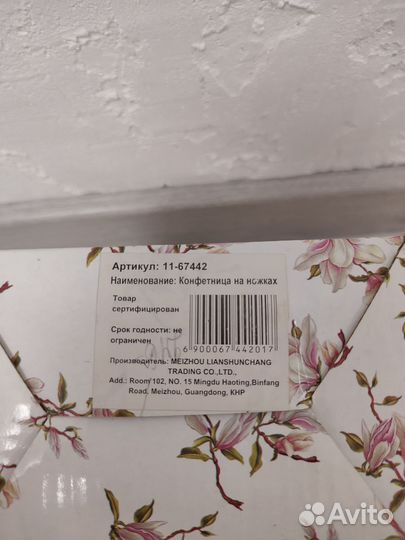 Артикул: 11-67442
Наименование: Конфетница на ножках
Товар
сертифицирован
Срок годности: не
ограничен
6 900067 442017
Производитель: MEIZHOU LIANSHUNCHANG
TRADING CO.,LTD.,
Add.: Room 102, NO. 15 Mingdu Haoting,Binfang
Road, Meizhou, Guangdong, КНР
Avito